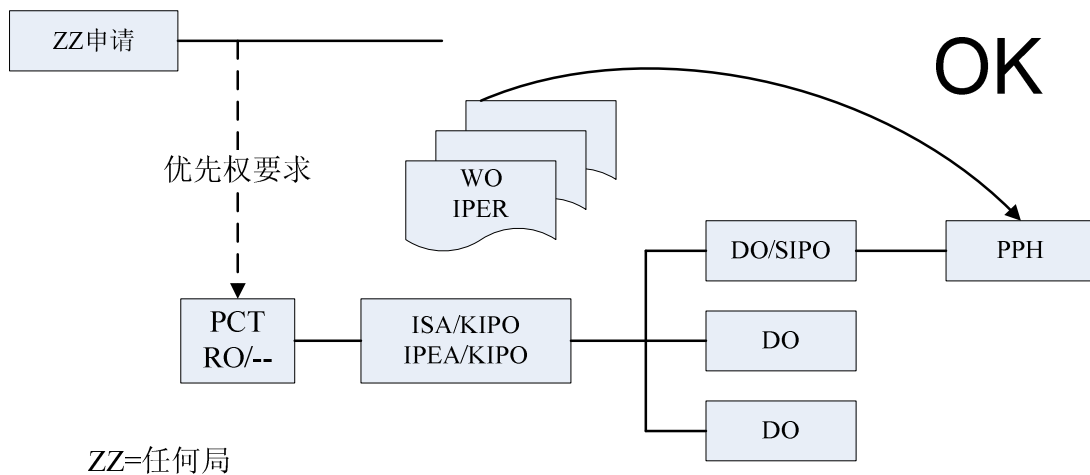 ZZ申请
OK
优先权要求
WO
IPER
DO/SIPO
PPH
PCT
RO/--
ISA/KIPO
IPEA/KIPO
DO
DO
ZZ=任何局